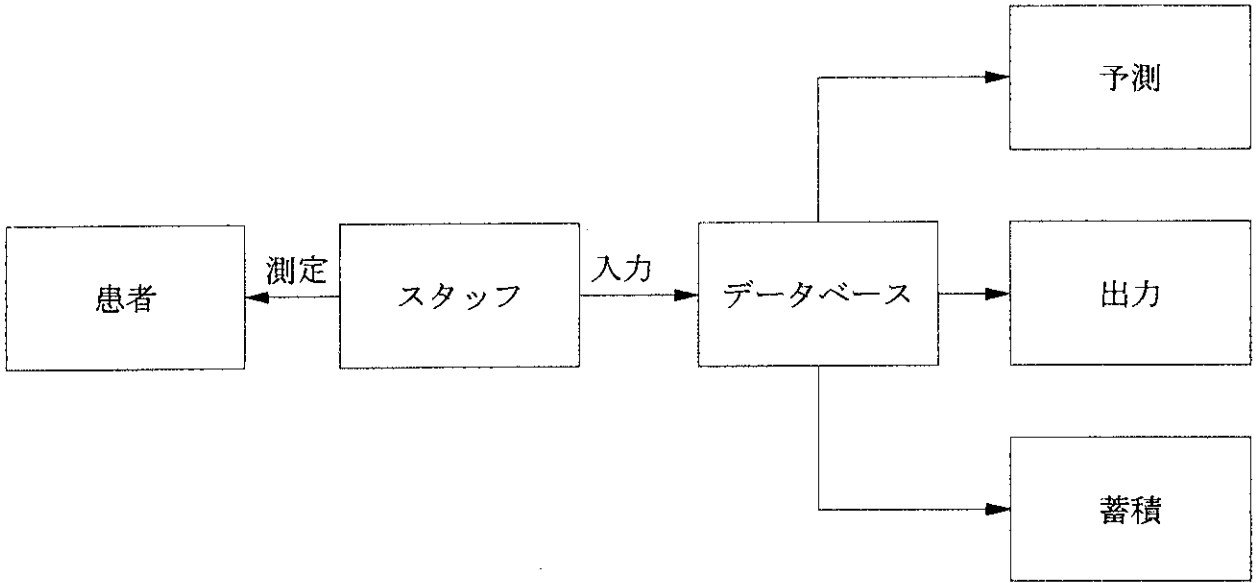 予測
測定
入力
患者
スタッフ
データベース
出力
蓄積